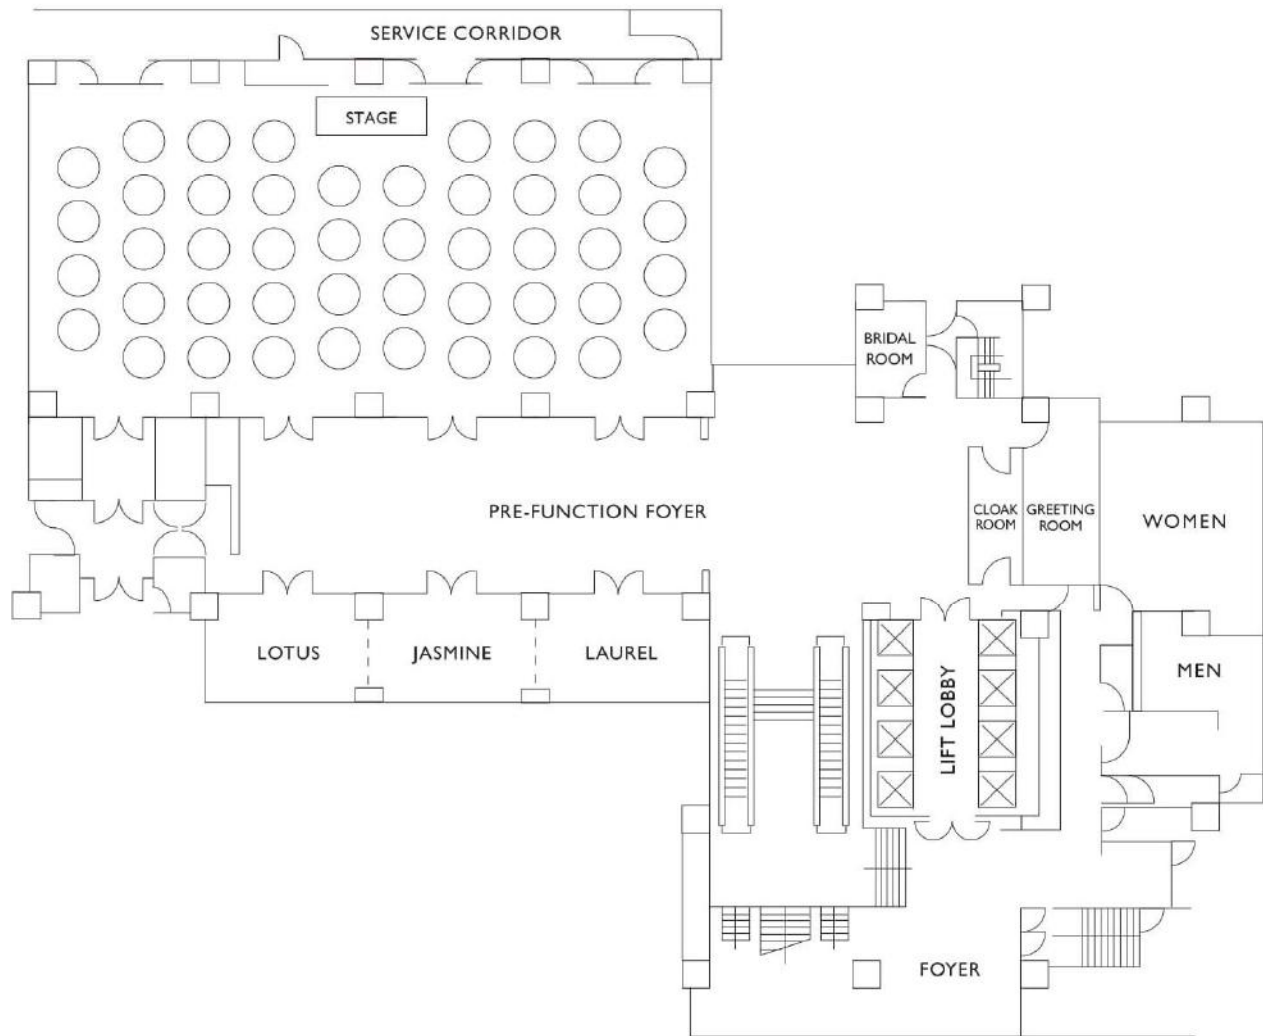 SERVICE CORRIDOR
STAGE
BRIDAL
ROOM
PRE-FUNCTION FOYER
CLOAK
ROOM
GREETING
ROOM
WOMEN
LOTUS
JASMINE
LAUREL
LIFT LOBBY
MEN
FOYER